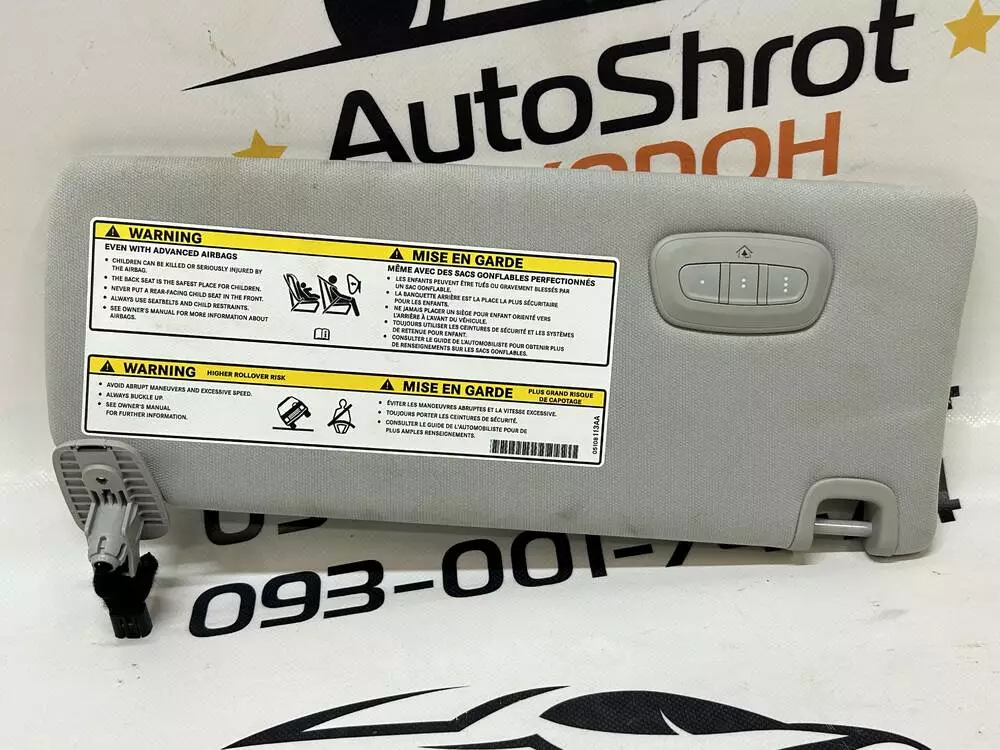 AutoShrot
WARNING
EVEN WITH ADVANCED AIRBAGS
• CHILDREN CAN BE KILLED OR SERIOUSLY INJURED BY
THE AIRBAG.
• THE BACK SEAT IS THE SAFEST PLACE FOR CHILDREN.
• NEVER PUT A REAR-FACING CHILD SEAT IN THE FRONT.
• ALWAYS USE SEATBELTS AND CHILD RESTRAINTS.
• SEE OWNER'S MANUAL FOR MORE INFORMATION ABOUT
AIRBAGS.
MISE EN GARDE
MÊME AVEC DES SACS GONFLABLES PERFECTIONNÉS
• LES ENFANTS PEUVENT ÊTRE TUÉS OU GRAVEMENT BLESSÉS PAR
UN SAC GONFLABLE.
• LA BANQUETTE ARRIÈRE EST LA PLACE LA PLUS SÉCURITAIRE
POUR LES ENFANTS.
• NE JAMAIS PLACER UN SIÈGE POUR ENFANT ORIENTÉ VERS
L'ARRIÈRE À L'AVANT DU VÉHICULE.
• TOUJOURS UTILISER LES CEINTURES DE SÉCURITÉ ET LES SYSTÈMES
DE RETENUE POUR ENFANT.
• CONSULTER LE GUIDE DE L'AUTOMOBILISTE POUR OBTENIR PLUS
DE RENSEIGNEMENTS SUR LES SACS GONFLABLES.
WARNING HIGHER ROLLOVER RISK
• AVOID ABRUPT MANEUVERS AND EXCESSIVE SPEED.
• ALWAYS BUCKLE UP.
• SEE OWNER'S MANUAL
FOR FURTHER INFORMATION.
MISE EN GARDE PLUS GRAND RISQUE
DE CAPOTAGE
• ÉVITER LES MANOEUVRES ABRUPTES ET LA VITESSE EXCESSIVE.
• TOUJOURS PORTER LES CEINTURES DE SÉCURITÉ.
• CONSULTER LE GUIDE DE L'AUTOMOBILISTE POUR DE
PLUS AMPLES RENSEIGNEMENTS.
05108113AA
093-001-7